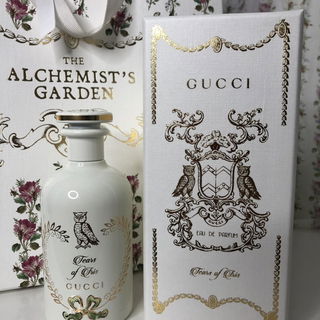 THE
ALCHEMIST'S
GARDEN
Tears
of Iris
GUCCI
GUCCI
EAU DE PARFUM
Tears of Iris